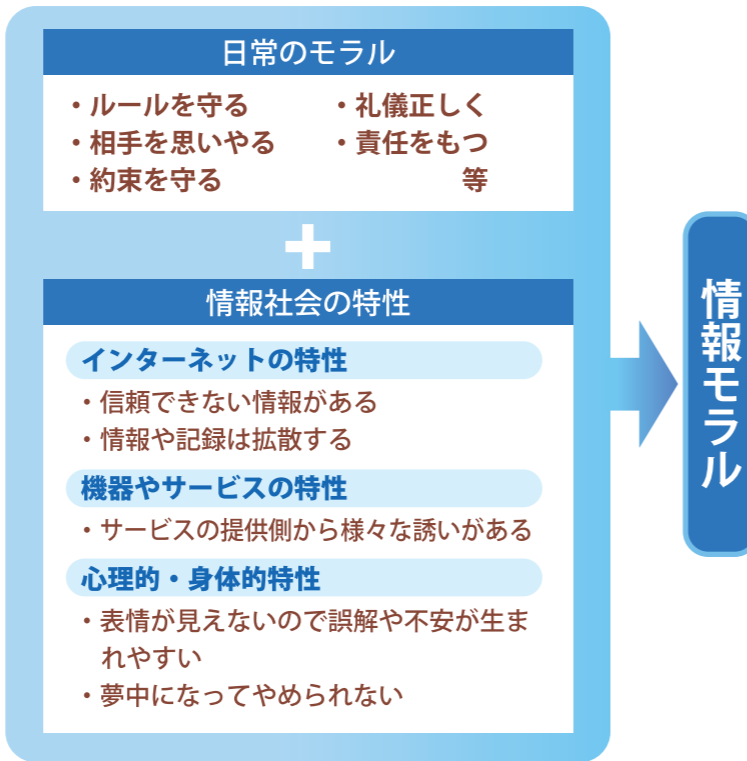 日常のモラル
・ルールを守る
・相手を思いやる
・約束を守る
・礼儀正しく
・責任をもつ
等
+
情報社会の特性
インターネットの特性
・信頼できない情報がある
・情報や記録は拡散する
機器やサービスの特性
・サービスの提供側から様々な誘いがある
心理的・身体的特性
・表情が見えないので誤解や不安が生ま
れやすい
・夢中になってやめられない
情報モラル